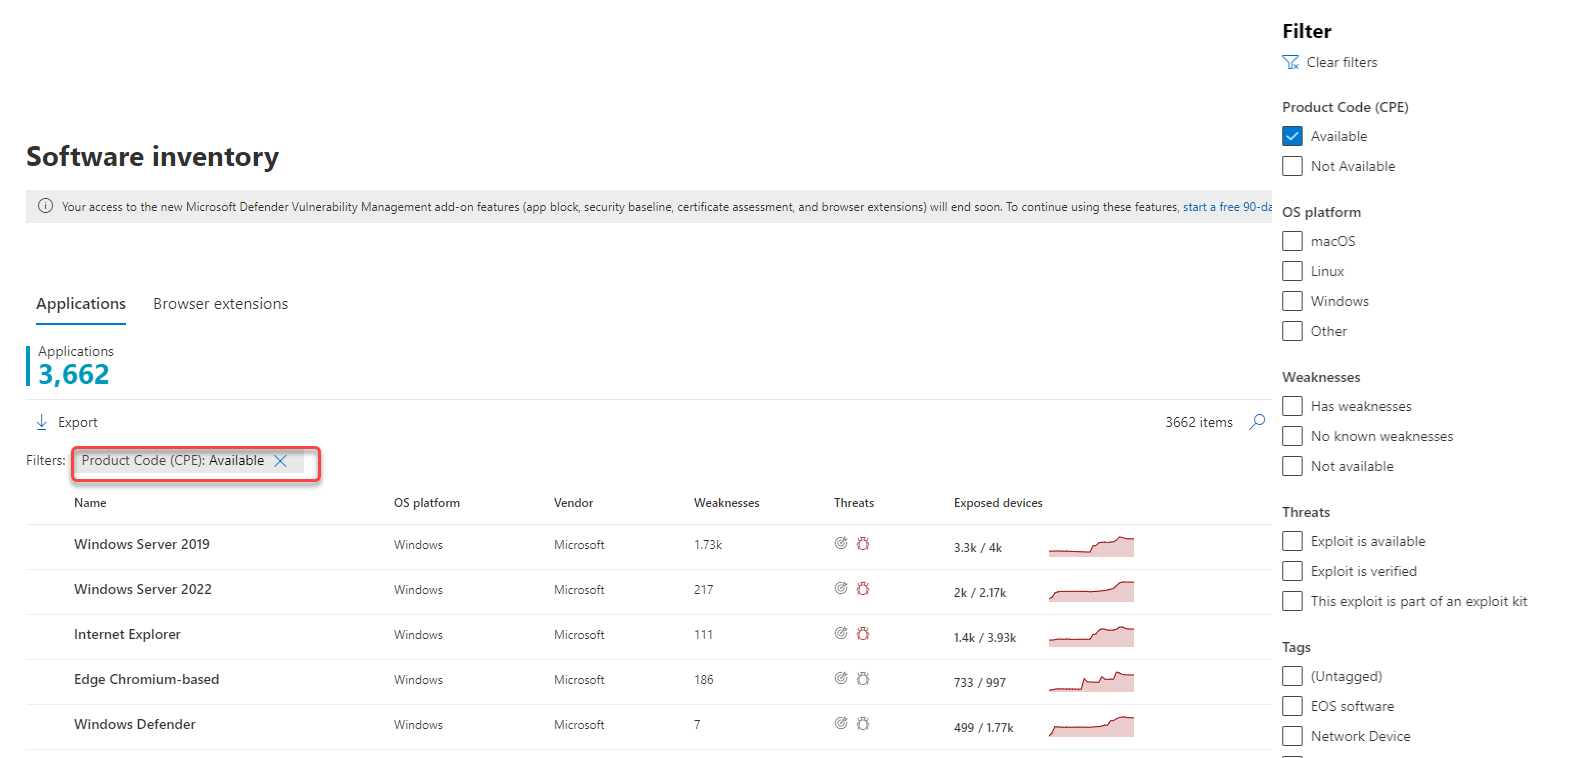 Software inventory
Your access to the new Microsoft Defender Vulnerability Management add-on features (app block, security baseline, certificate assessment, and browser extensions) will end soon. To continue using these features, start a free 90-da
Applications Browser extensions
Applications
3,662
Export 3662 items
Filters: Product Code (CPE): Available
Name OS platform Vendor Weaknesses Threats Exposed devices
Windows Server 2019 Windows Microsoft 1.73k 3.3k / 4k
Windows Server 2022 Windows Microsoft 217 2k / 2.17k
Internet Explorer Windows Microsoft 111 1.4k / 3.93k
Edge Chromium-based Windows Microsoft 186 733 / 997
Windows Defender Windows Microsoft 7 499 / 1.77k
Filter
Clear filters
Product Code (CPE)
Available
Not Available
OS platform
macOS
Linux
Windows
Other
Weaknesses
Has weaknesses
No known weaknesses
Not available
Threats
Exploit is available
Exploit is verified
This exploit is part of an exploit kit
Tags
(Untagged)
EOS software
Network Device